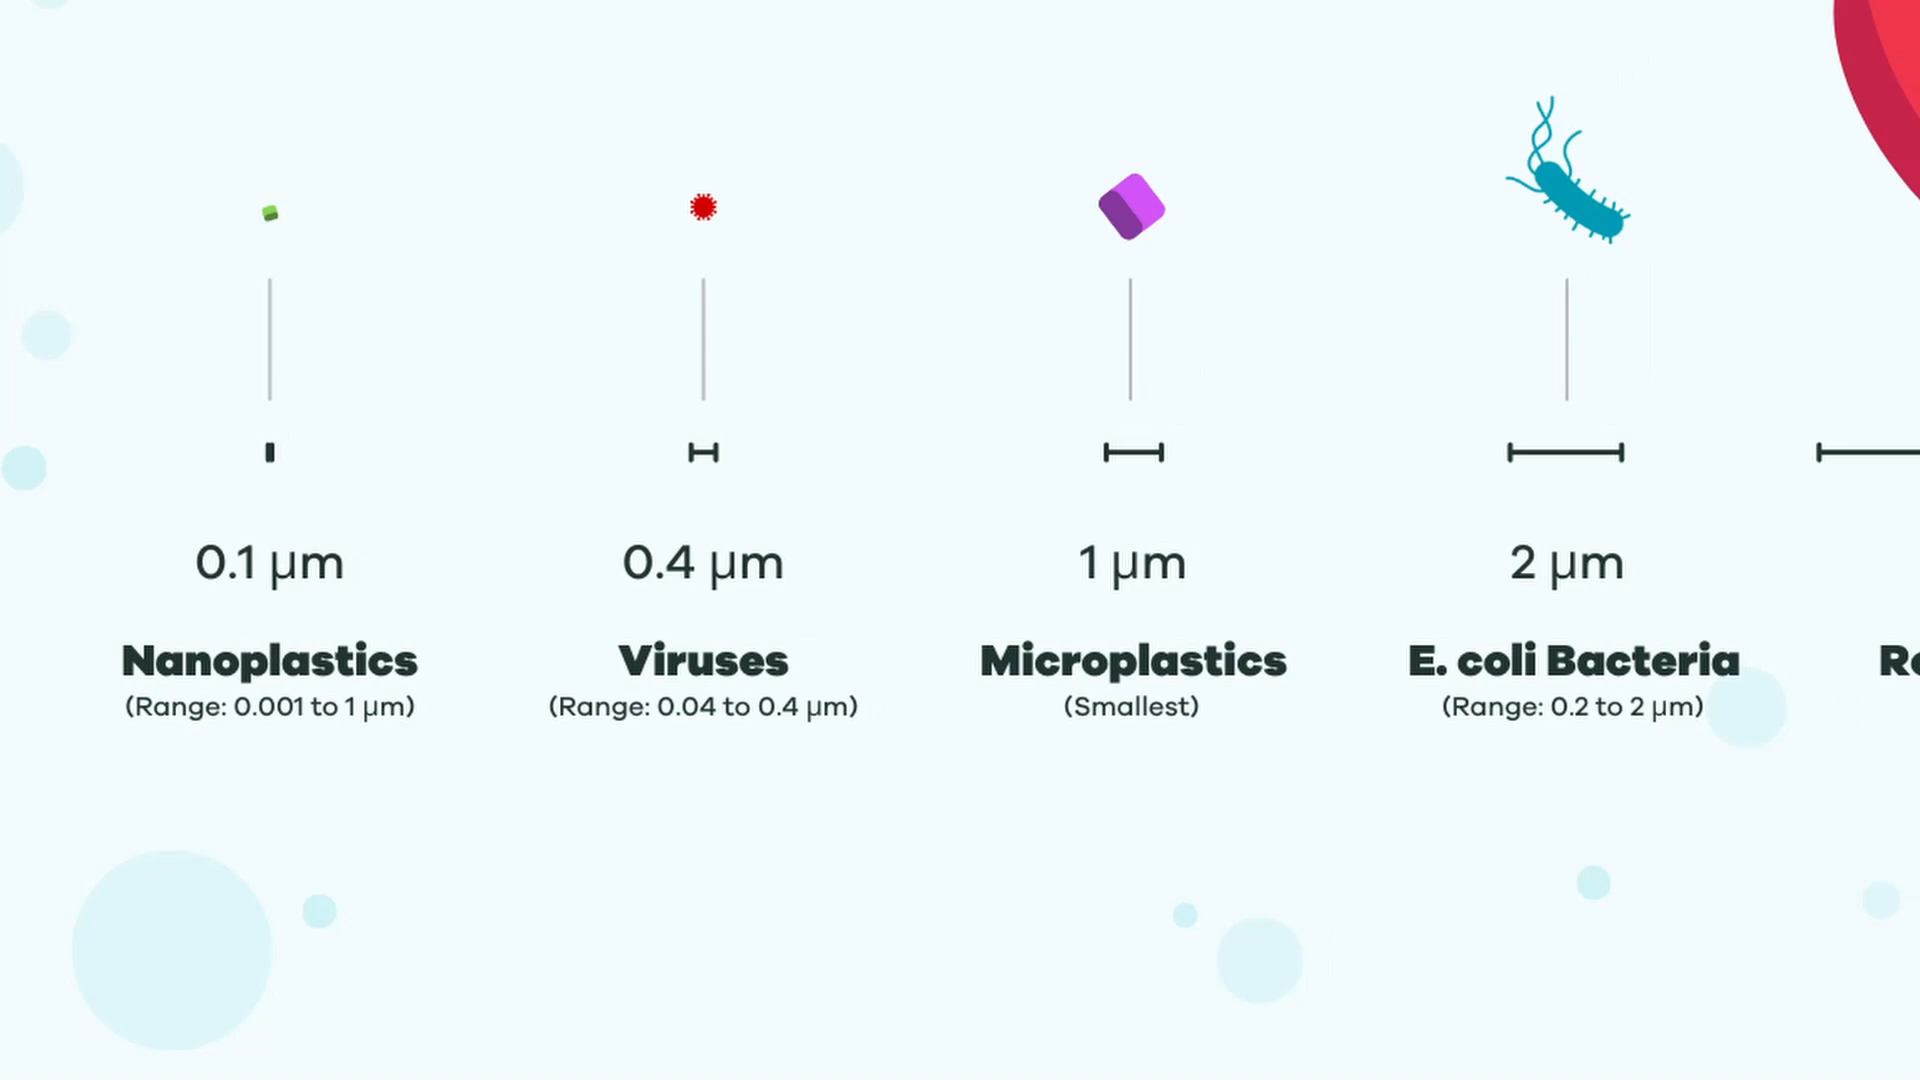 0.1 µm
Nanoplastics
(Range: 0.001 to 1 µm)
0.4 µm
Viruses
(Range: 0.04 to 0.4 µm)
1 µm
Microplastics
(Smallest)
2 µm
E. coli Bacteria
(Range: 0.2 to 2 µm)